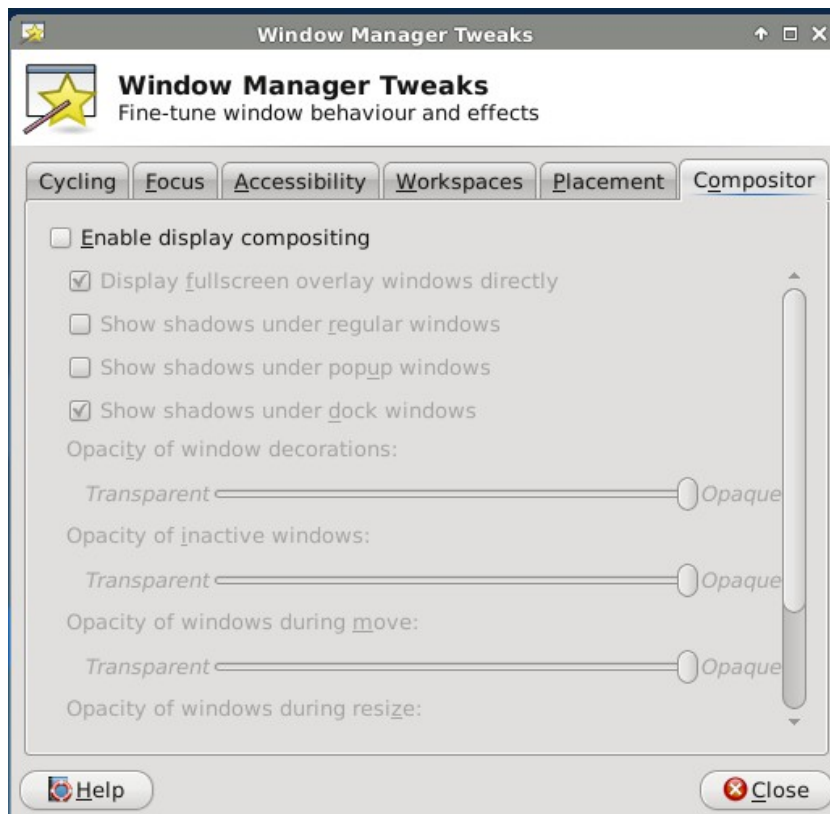 Window Manager Tweaks
Window Manager Tweaks
Fine-tune window behaviour and effects
Cycling Focus Accessibility Workspaces Placement Compositor
Enable display compositing
Display fullscreen overlay windows directly
Show shadows under regular windows
Show shadows under popup windows
Show shadows under dock windows
Opacity of window decorations:
Transparent Opaque
Opacity of inactive windows:
Transparent Opaque
Opacity of windows during move:
Transparent Opaque
Opacity of windows during resize:
Help Close